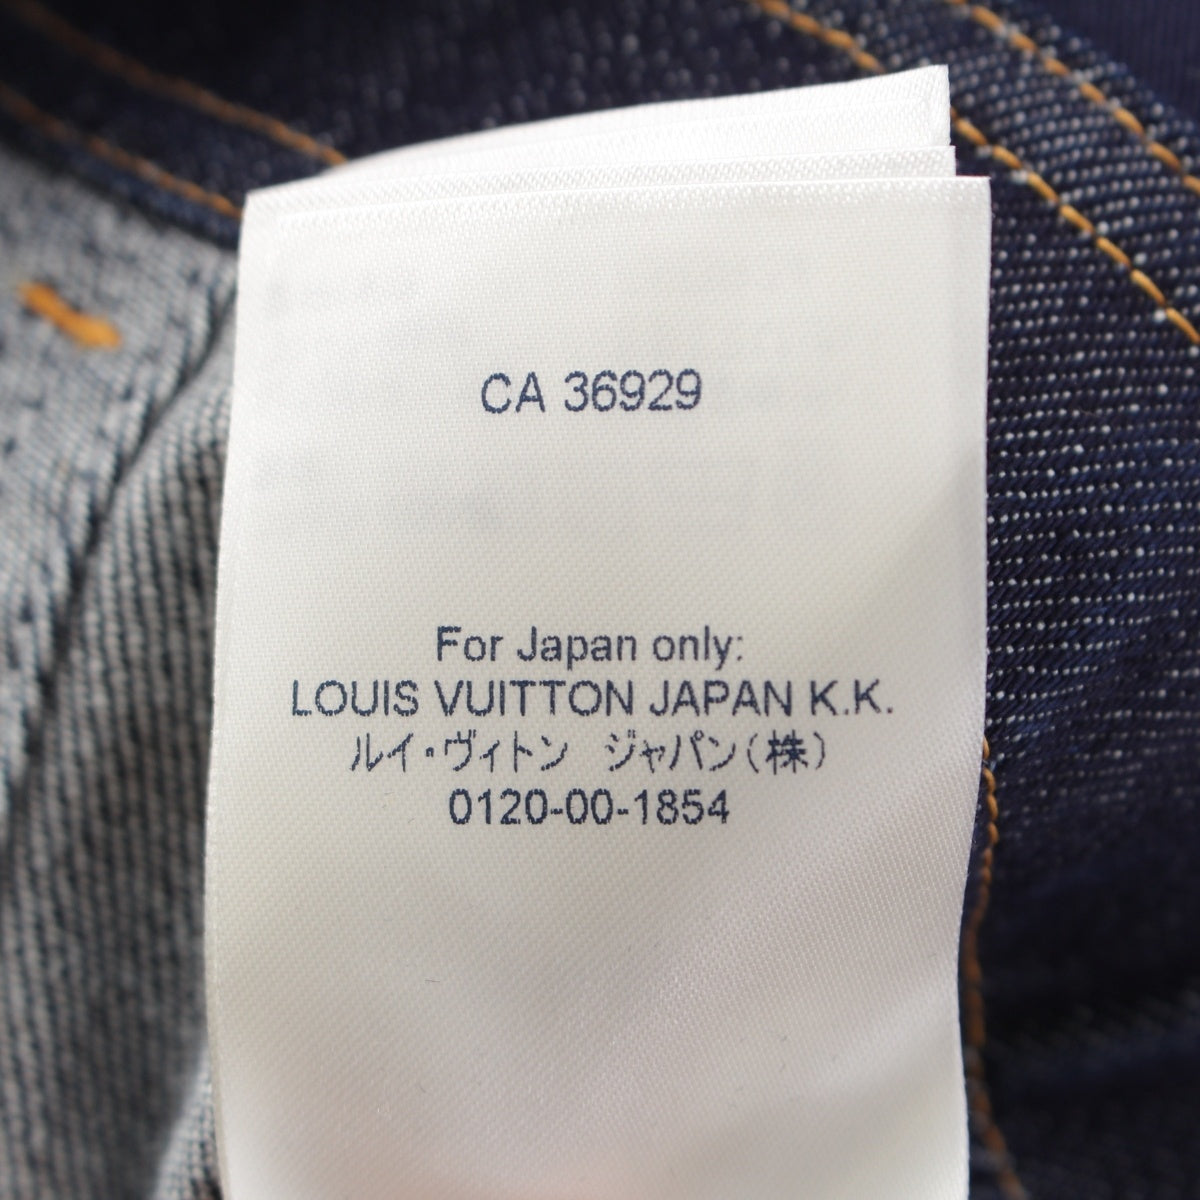 CA 36929
For Japan only:
LOUIS VUITTON JAPAN K.K.
ルイ・ヴィトン　ジャパン（株）
0120-00-1854